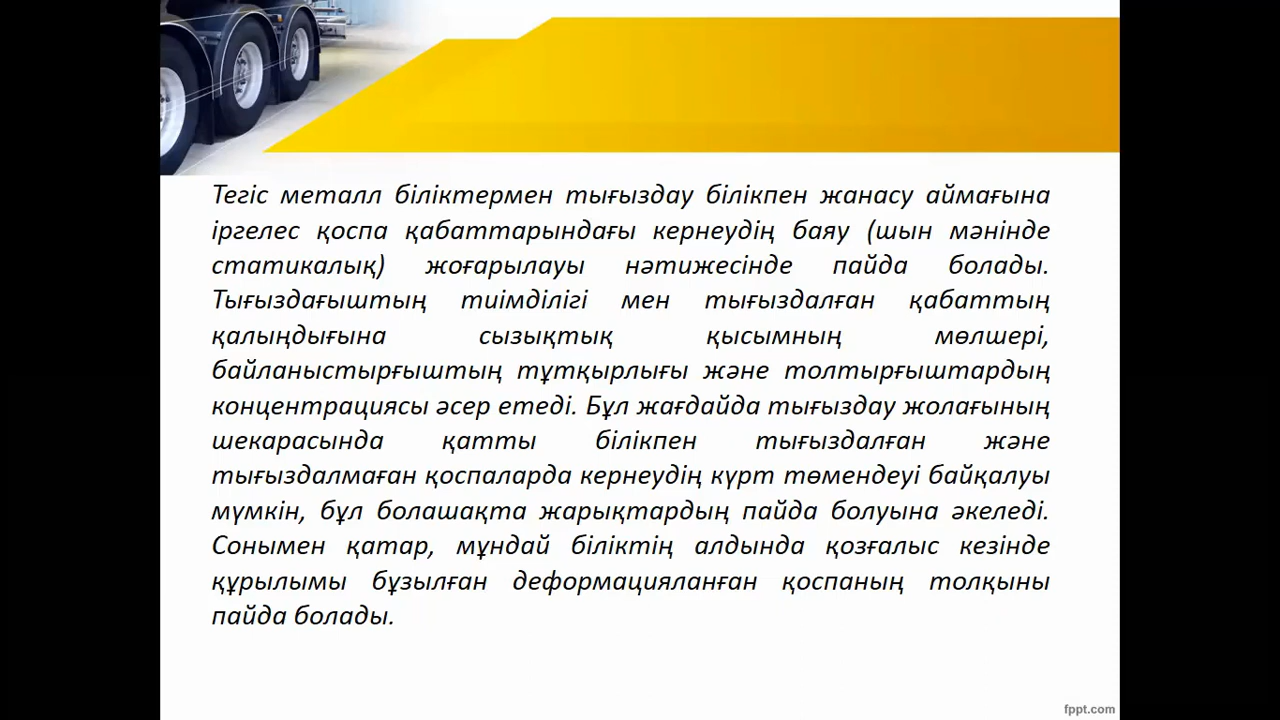 Тегіс металл біліктермен тығыздау білікпен жанасу аймағына
іргелес қоспа қабаттарындағы кернеудің баяу (шын мәнінде
статикалық) жоғарылауы нәтижесінде пайда болады.
Тығыздағыштың тиімділігі мен тығыздалған қабаттың
қалыңдығына сызықтық қысымның мөлшері,
байланыстырғыштың тұтқырлығы және толтырғыштардың
концентрациясы әсер етеді. Бұл жағдайда тығыздау жолағының
шекарасында қатты білікпен тығыздалған және
тығыздалмаған қоспаларда кернеудің күрт төмендеуі байқалуы
мүмкін, бұл болашақта жарықтардың пайда болуына әкеледі.
Сонымен қатар, мұндай біліктің алдында қозғалыс кезінде
құрылымы бұзылған деформацияланған қоспаның толқыны
пайда болады.
fppt.com